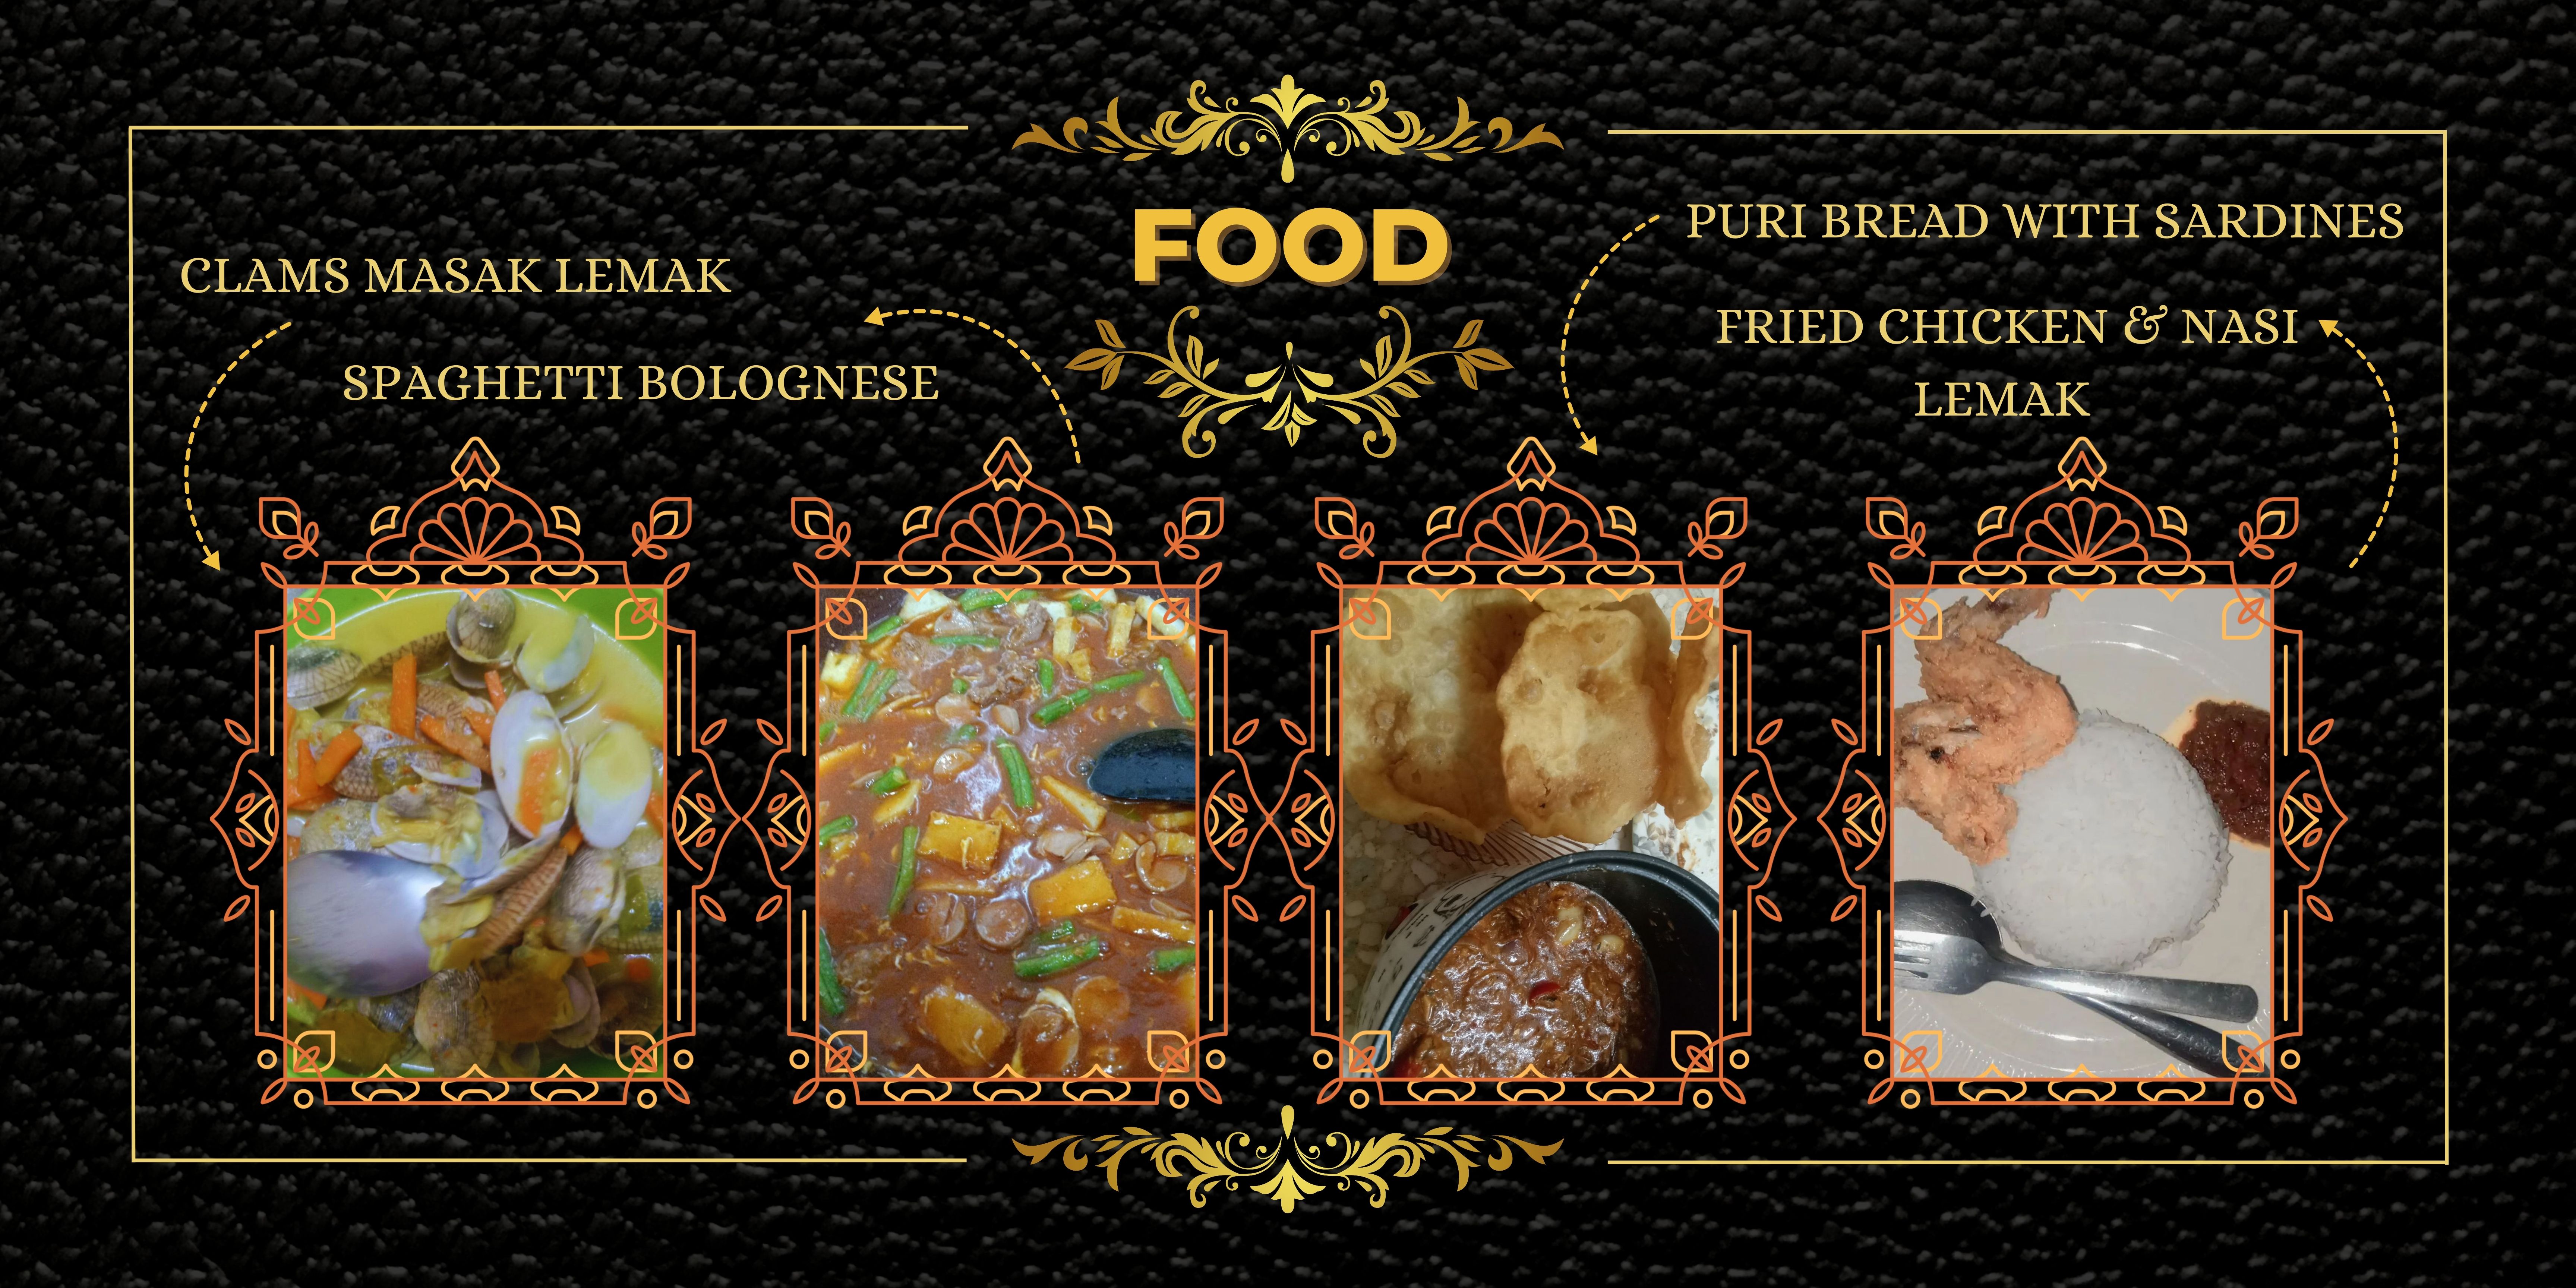 FOOD
CLAMS MASAK LEMAK
SPAGHETTI BOLOGNESE
PURI BREAD WITH SARDINES
FRIED CHICKEN & NASI
LEMAK